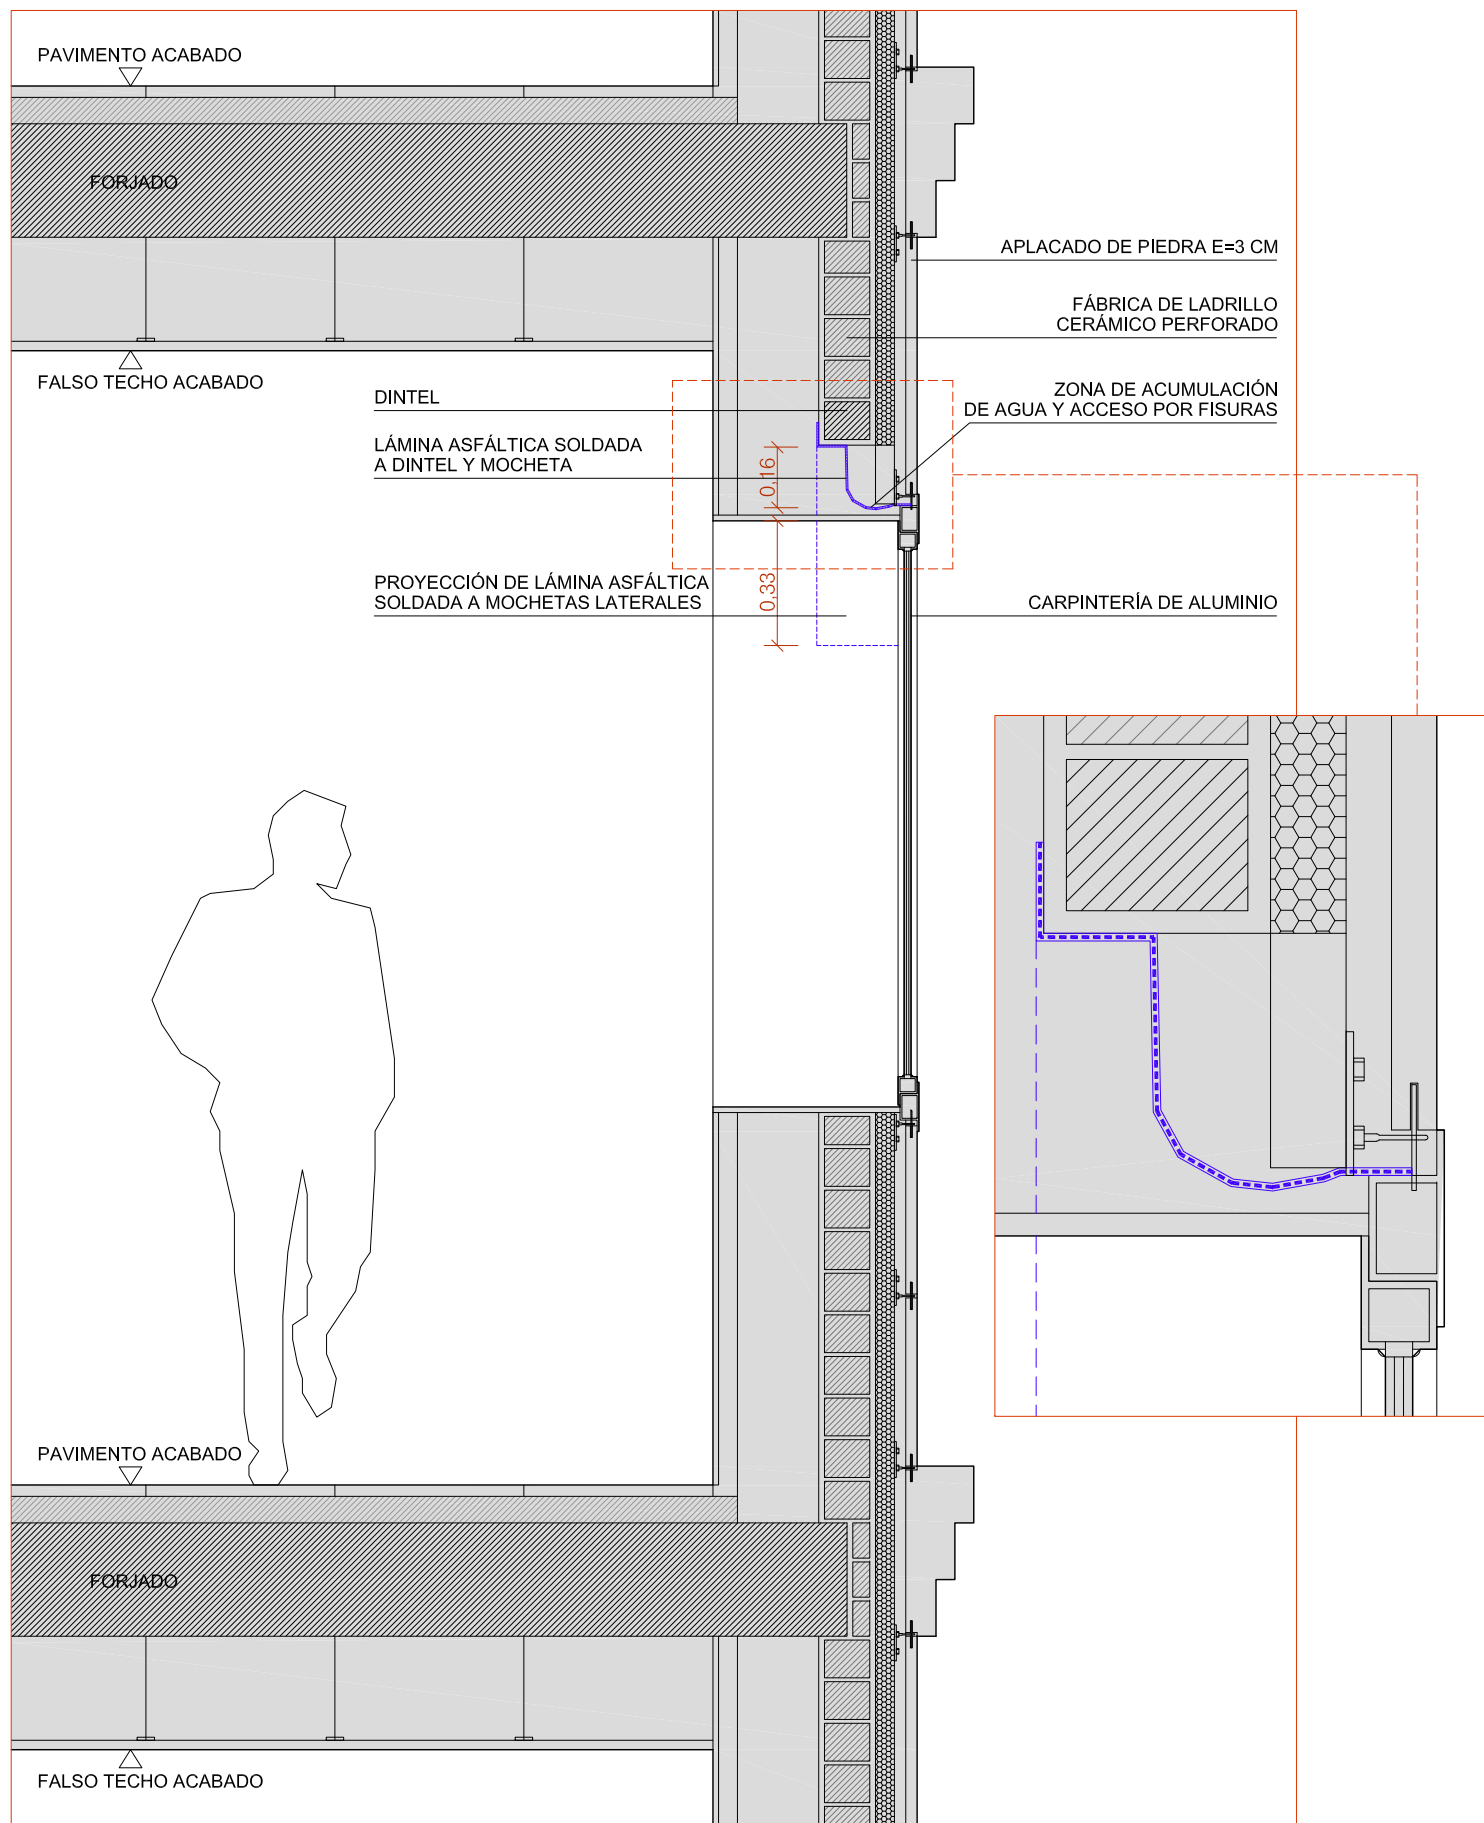 PAVIMENTO ACABADO
FORJADO
APLACADO DE PIEDRA E=3 CM
FÁBRICA DE LADRILLO
CERÁMICO PERFORADO
FALSO TECHO ACABADO
DINTEL
ZONA DE ACUMULACIÓN
DE AGUA Y ACCESO POR FISURAS
LÁMINA ASFÁLTICA SOLDADA
A DINTEL Y MOCHETA
0,16
PROYECCIÓN DE LÁMINA ASFÁLTICA
SOLDADA A MOCHETAS LATERALES
0,33
CARPINTERÍA DE ALUMINIO
PAVIMENTO ACABADO
FORJADO
FALSO TECHO ACABADO